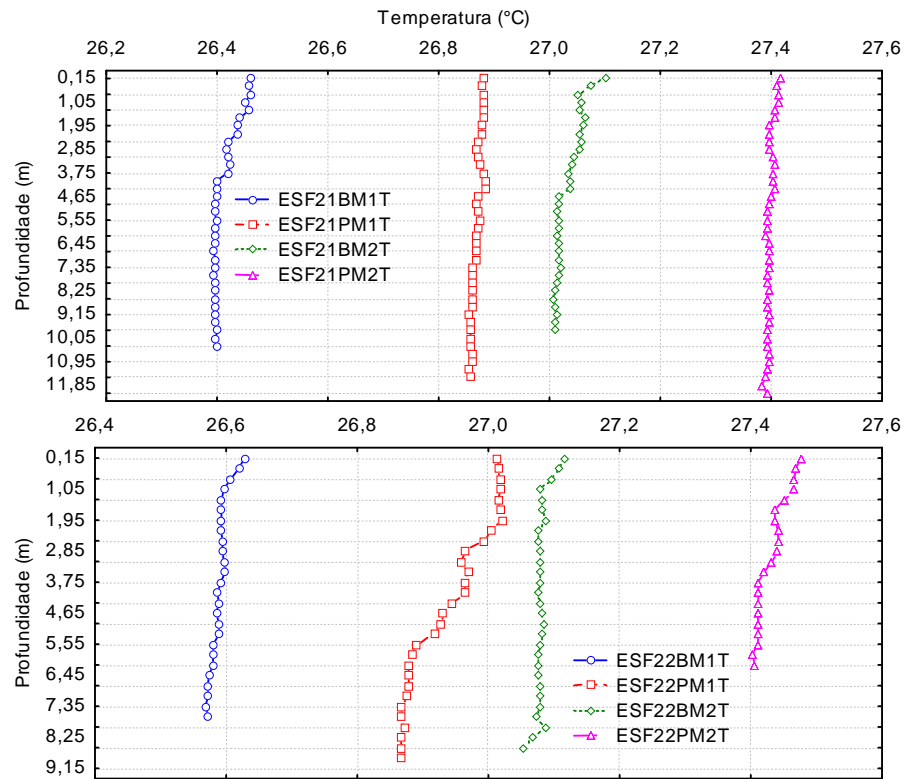 Temperatura (°C)
26,2 26,4 26,6 26,8 27,0 27,2 27,4 27,6
0,15
1,05
1,95
2,85
3,75
4,65
5,55
6,45
7,35
8,25
9,15
10,05
10,95
11,85
Profundidade (m)
ESF21BM1T
ESF21PM1T
ESF21BM2T
ESF21PM2T
26,4 26,6 26,8 27,0 27,2 27,4 27,6
0,15
1,05
1,95
2,85
3,75
4,65
5,55
6,45
7,35
8,25
9,15
Profundidade (m)
ESF22BM1T
ESF22PM1T
ESF22BM2T
ESF22PM2T